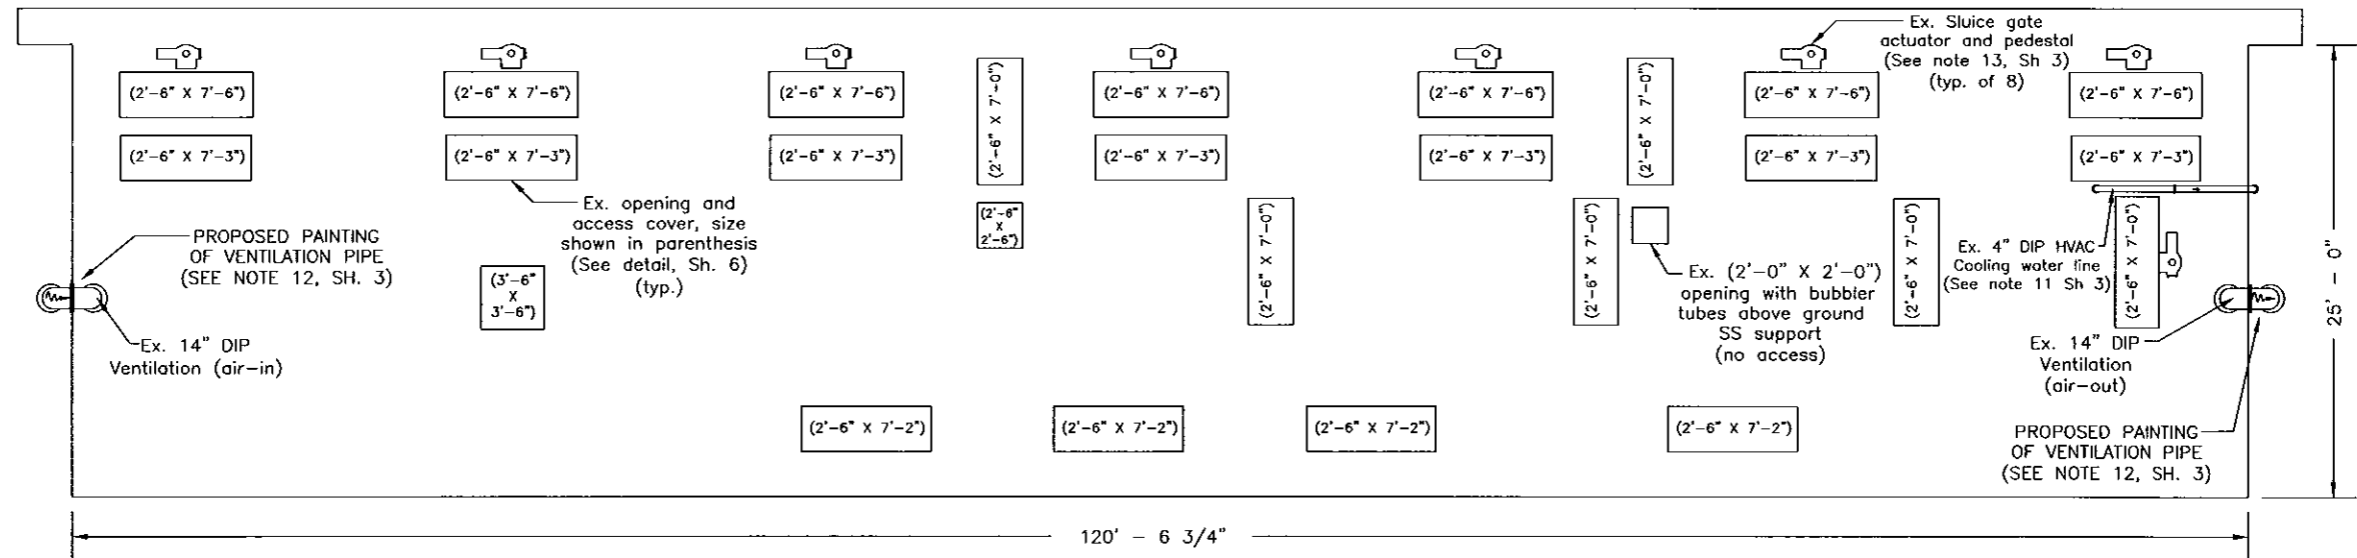 Ex. Sluice gate
actuator and pedestal
(See note 13, Sh 3)
(typ. of 8)
(2'-6" X 7'-6")
(2'-6" X 7'-6")
(2'-6" X 7'-6")
(2'-6" X 7'-0")
(2'-6" X 7'-6")
(2'-6" X 7'-6")
(2'-6" X 7'-0")
(2'-6" X 7'-6")
(2'-6" X 7'-6")
(2'-6" X 7'-3")
(2'-6" X 7'-3")
(2'-6" X 7'-3")
(2'-6" X 7'-3")
(2'-6" X 7'-3")
(2'-6" X 7'-3")
(2'-6" X 7'-3")
Ex. opening and
access cover, size
shown in parenthesis
(See detail, Sh. 6)
(typ.)
(2'-6"
X
2'-6")
PROPOSED PAINTING
OF VENTILATION PIPE
(SEE NOTE 12, SH. 3)
(3'-6"
X
3'-6")
(2'-6" X 7'-0")
(2'-6" X 7'-0")
(2'-6" X 7'-0")
(2'-6" X 7'-0")
Ex. 4" DIP HVAC
Cooling water line
(See note 11 Sh 3)
Ex. (2'-0" X 2'-0")
opening with bubbler
tubes above ground
SS support
(no access)
Ex. 14" DIP
Ventilation (air-in)
Ex. 14" DIP
Ventilation
(air-out)
25' - 0"
(2'-6" X 7'-2")
(2'-6" X 7'-2")
(2'-6" X 7'-2")
(2'-6" X 7'-2")
PROPOSED PAINTING
OF VENTILATION PIPE
(SEE NOTE 12, SH. 3)
120' - 6 3/4"